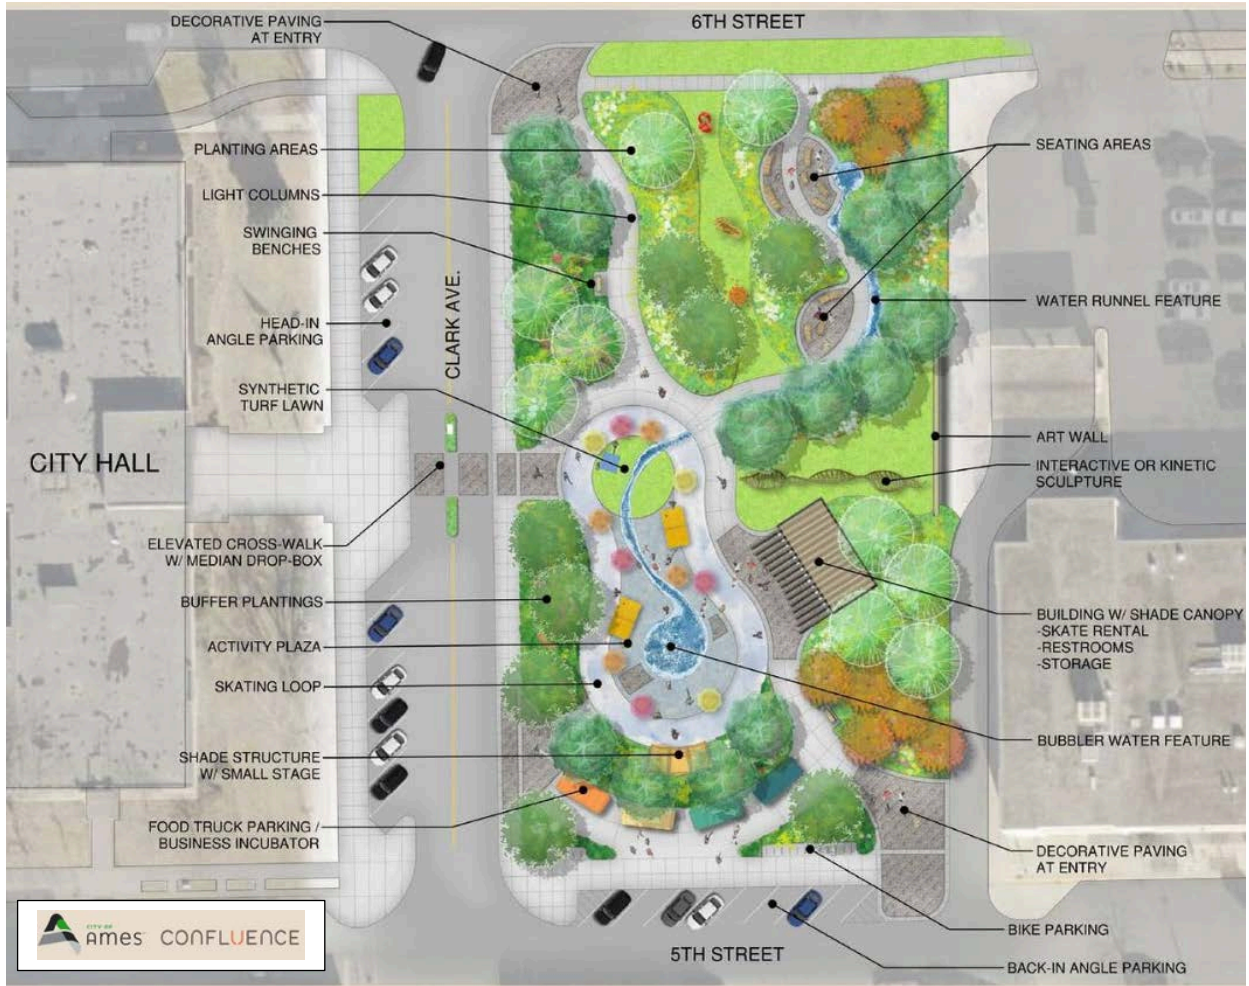 6TH STREET
DECORATIVE PAVING
AT ENTRY
PLANTING AREAS
LIGHT COLUMNS
SWINGING
BENCHES
HEAD-IN
ANGLE PARKING
SYNTHETIC
TURF LAWN
CITY HALL
ELEVATED CROSS-WALK
W/ MEDIAN DROP-BOX
BUFFER PLANTINGS
ACTIVITY PLAZA
SKATING LOOP
SHADE STRUCTURE
W/ SMALL STAGE
FOOD TRUCK PARKING /
BUSINESS INCUBATOR
CLARK AVE.
SEATING AREAS
WATER RUNNEL FEATURE
ART WALL
INTERACTIVE OR KINETIC
SCULPTURE
BUILDING W/ SHADE CANOPY
-SKATE RENTAL
-RESTROOMS
-STORAGE
BUBBLER WATER FEATURE
DECORATIVE PAVING
AT ENTRY
BIKE PARKING
BACK-IN ANGLE PARKING
5TH STREET
CITY OF
Ames
CONFLUENCE